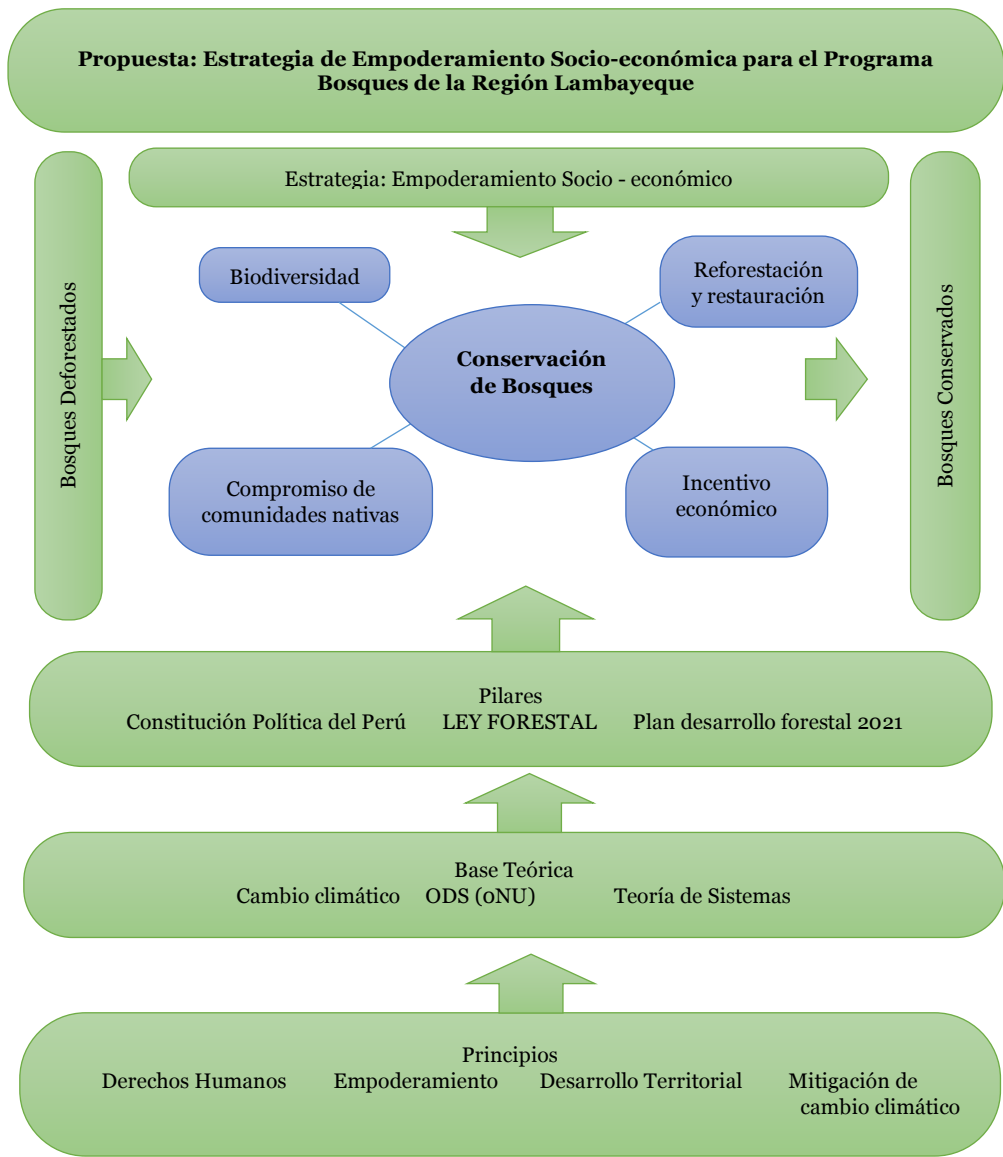 Propuesta: Estrategia de Empoderamiento Socio-económica para el Programa
Bosques de la Región Lambayeque
Estrategia: Empoderamiento Socio - económico
Bosques Deforestados
Biodiversidad
Reforestación
y restauración
Conservación
de Bosques
Compromiso de
comunidades nativas
Incentivo
económico
Bosques Conservados
Pilares
Constitución Política del Perú LEY FORESTAL Plan desarrollo forestal 2021
Base Teórica
Cambio climático ODS (oNU) Teoría de Sistemas
Principios
Derechos Humanos Empoderamiento Desarrollo Territorial Mitigación de
cambio climático